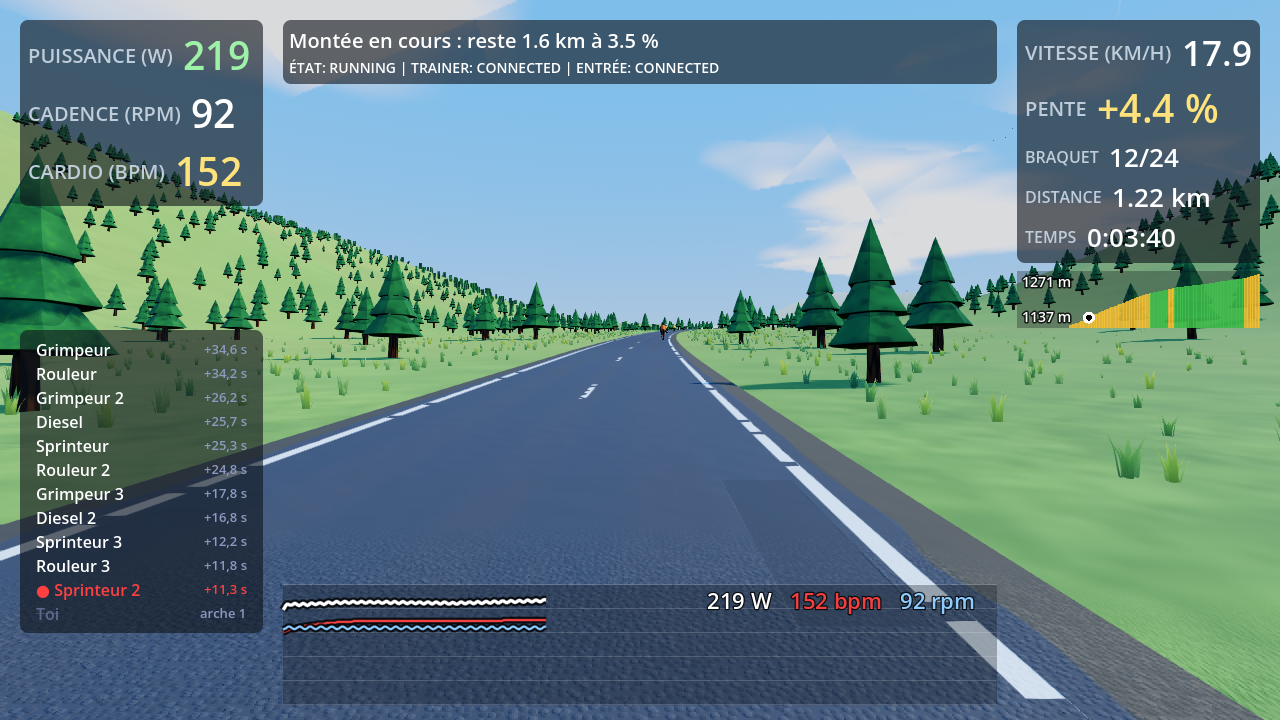 PUISSANCE (W) 219
CADENCE (RPM) 92
CARDIO (BPM) 152
Montée en cours : reste 1.6 km à 3.5 %
ÉTAT: RUNNING | TRAINER: CONNECTED | ENTRÉE: CONNECTED
VITESSE (KM/H) 17.9
PENTE +4.4 %
BRAQUET 12/24
DISTANCE 1.22 km
TEMPS 0:03:40
1271 m
1137 m
Grimpeur +34,6 s
Rouleur +34,2 s
Grimpeur 2 +26,2 s
Diesel +25,7 s
Sprinteur +25,3 s
Rouleur 2 +24,8 s
Grimpeur 3 +17,8 s
Diesel 2 +16,8 s
Sprinteur 3 +12,2 s
Rouleur 3 +11,8 s
Sprinteur 2 +11,3 s
Toi arche 1
219 W 152 bpm 92 rpm